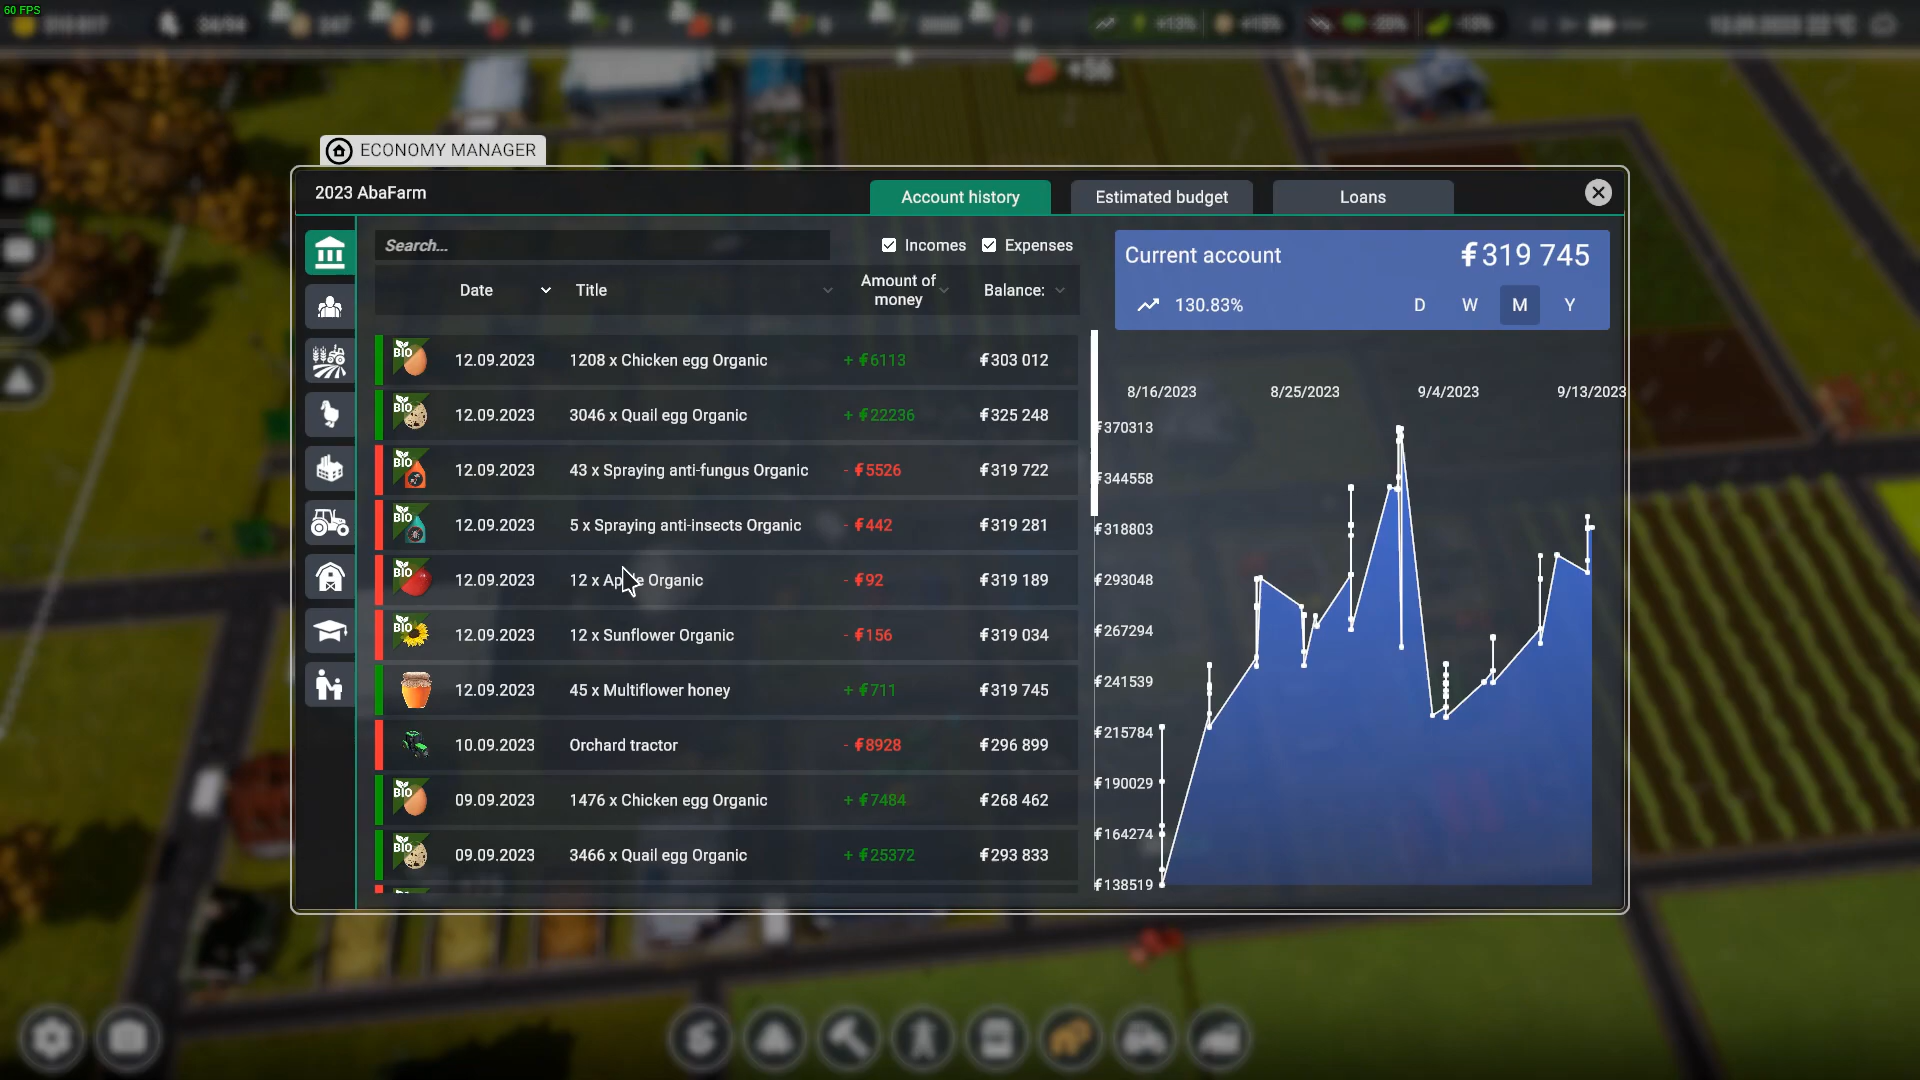 60 FPS
+56
ECONOMY MANAGER
2023 AbaFarm
Account history
Estimated budget
Loans
Search...
Incomes
Expenses
Date
Title
Amount of
money
Balance:
BIO 12.09.2023 1208 x Chicken egg Organic + ₣6113 ₣303 012
BIO 12.09.2023 3046 x Quail egg Organic + ₣22236 ₣325 248
BIO 12.09.2023 43 x Spraying anti-fungus Organic - ₣5526 ₣319 722
BIO 12.09.2023 5 x Spraying anti-insects Organic - ₣442 ₣319 281
BIO 12.09.2023 12 x Apple Organic - ₣92 ₣319 189
BIO 12.09.2023 12 x Sunflower Organic - ₣156 ₣319 034
12.09.2023 45 x Multiflower honey + ₣711 ₣319 745
10.09.2023 Orchard tractor - ₣8928 ₣296 899
BIO 09.09.2023 1476 x Chicken egg Organic + ₣7484 ₣268 462
BIO 09.09.2023 3466 x Quail egg Organic + ₣25372 ₣293 833
Current account ₣319 745
130.83% D W M Y
8/16/2023 8/25/2023 9/4/2023 9/13/2023
₣370313
₣344558
₣318803
₣293048
₣267294
₣241539
₣215784
₣190029
₣164274
₣138519